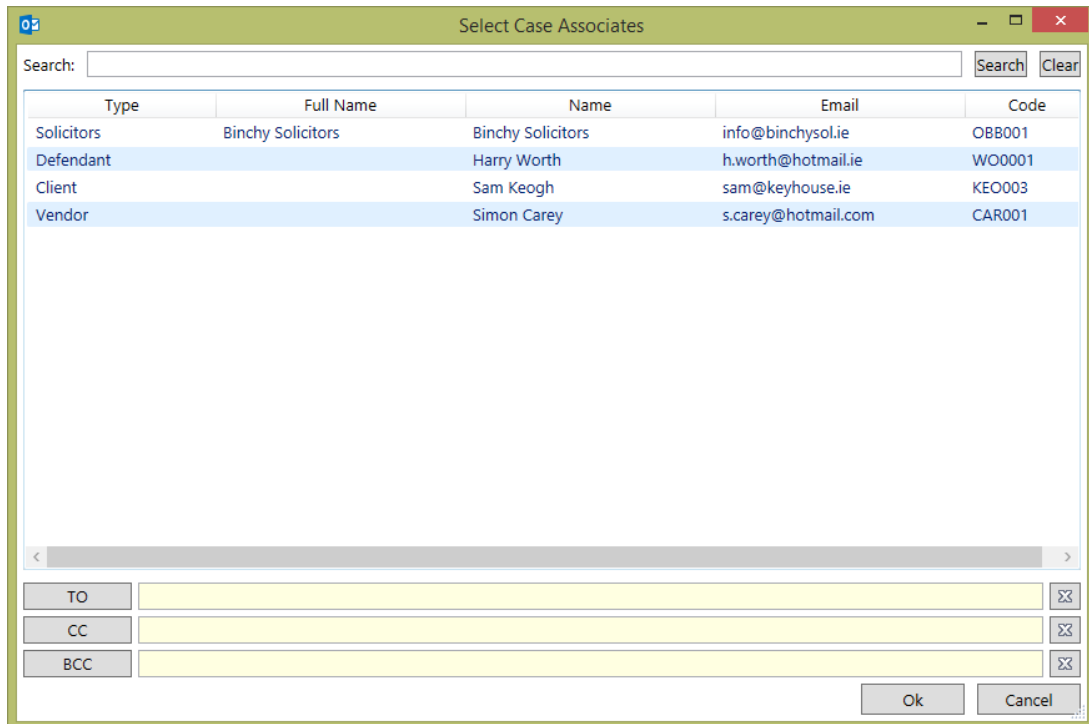 Select Case Associates
Search: Search Clear
Type Full Name Name Email Code
Solicitors Binchy Solicitors Binchy Solicitors info@binchysol.ie OBB001
Defendant Harry Worth h.worth@hotmail.ie WO0001
Client Sam Keogh sam@keyhouse.ie KEO003
Vendor Simon Carey s.carey@hotmail.com CAR001
TO
CC
BCC
Ok Cancel